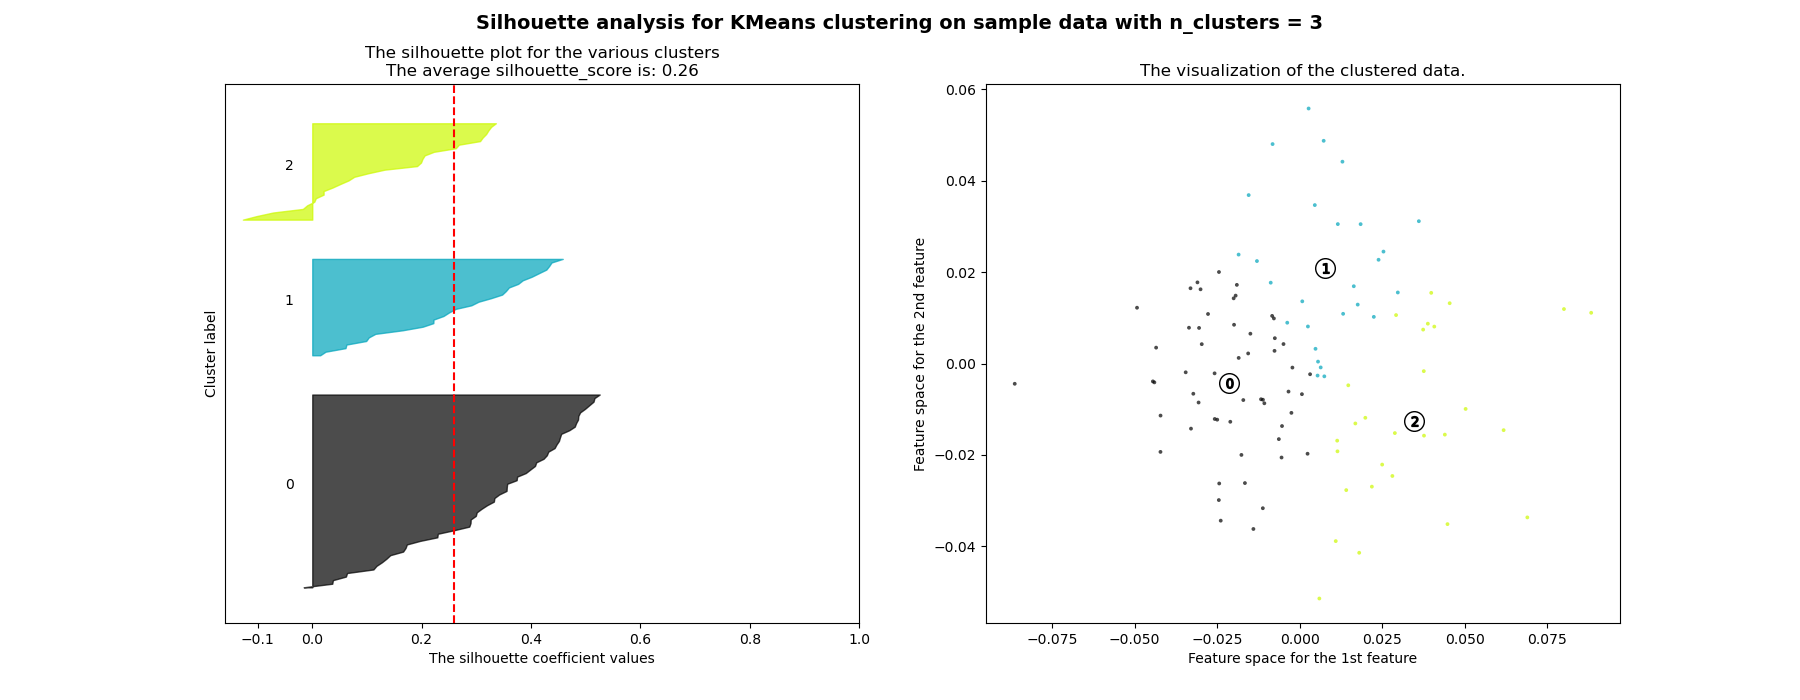 Silhouette analysis for KMeans clustering on sample data with n_clusters = 3
The silhouette plot for the various clusters
The average silhouette_score is: 0.26
2
1
0
Cluster label
−0.1 0.0 0.2 0.4 0.6 0.8 1.0
The silhouette coefficient values
The visualization of the clustered data.
0.06
0.04
0.02
0.00
−0.02
−0.04
Feature space for the 2nd feature
1
0
2
−0.075 −0.050 −0.025 0.000 0.025 0.050 0.075
Feature space for the 1st feature